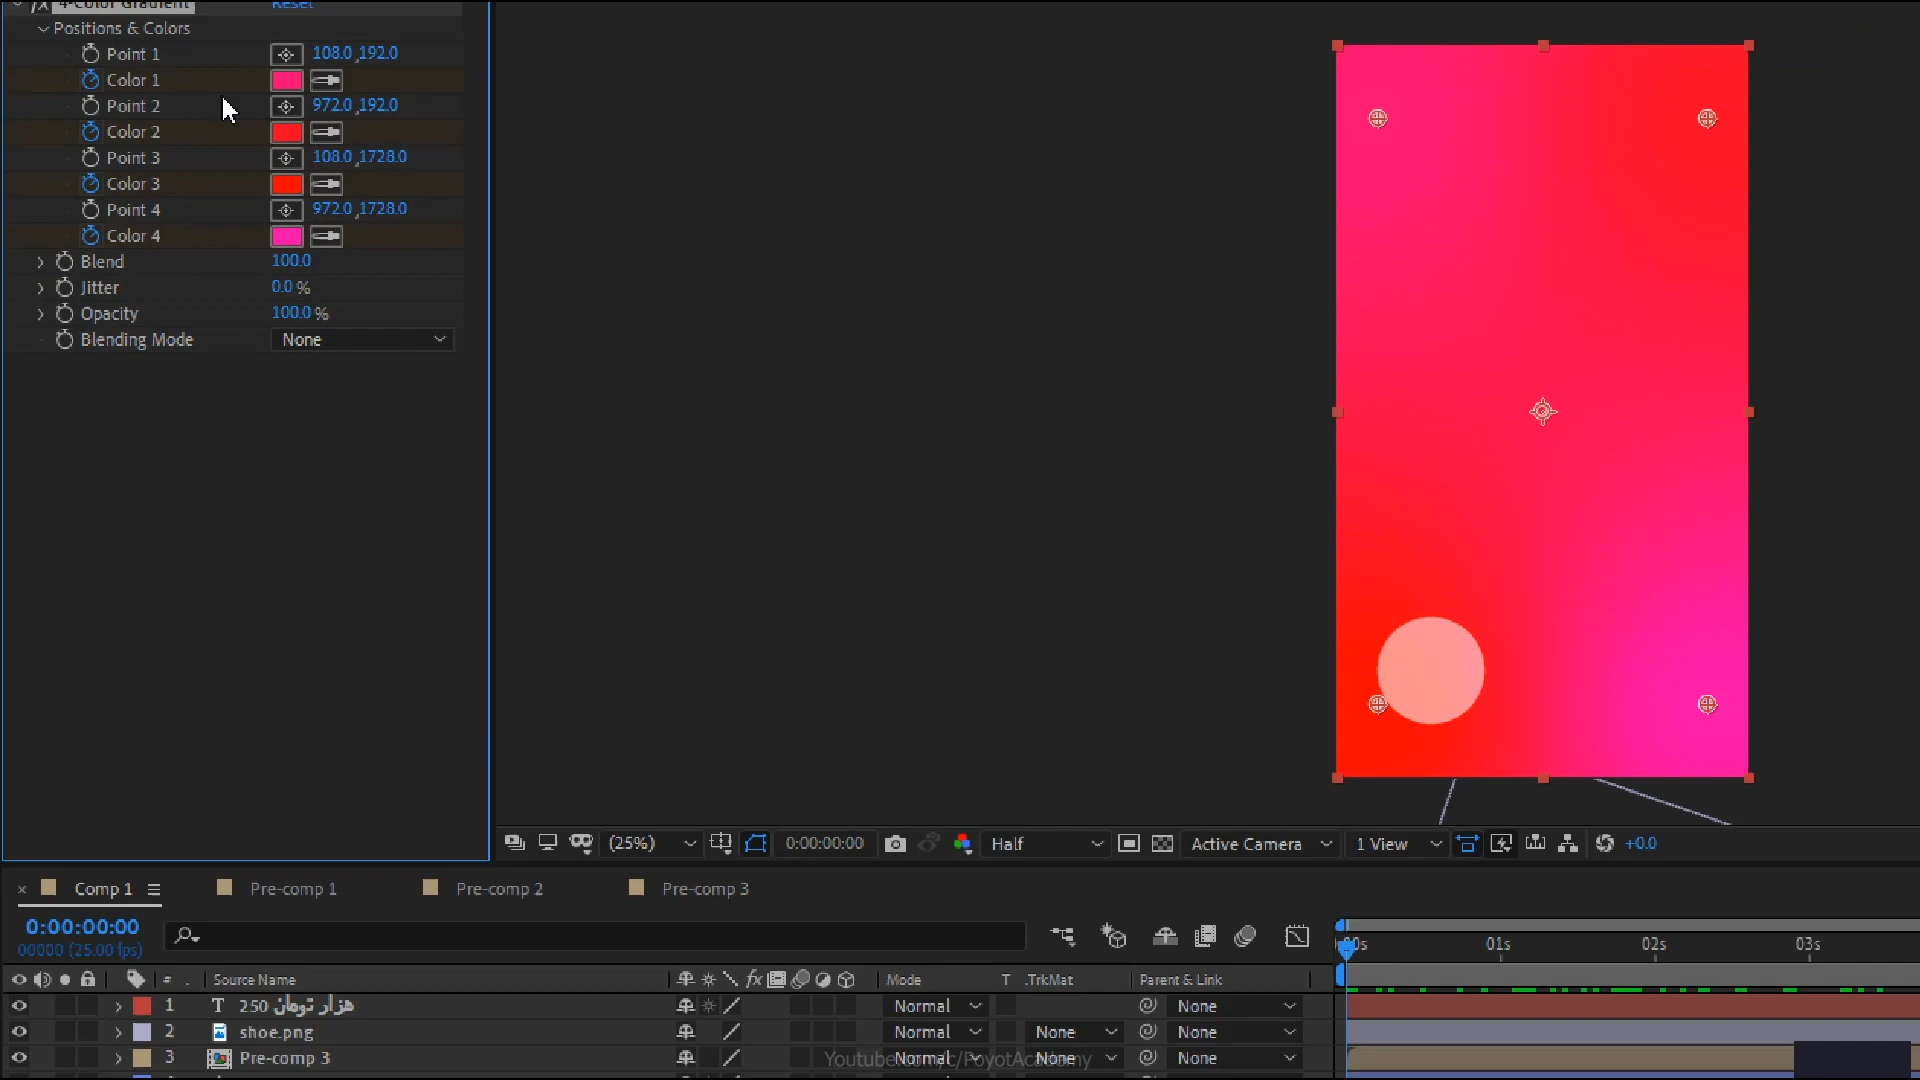 4-Color Gradient Reset
Positions & Colors
Point 1 108.0 ,192.0
Color 1
Point 2 972.0 ,192.0
Color 2
Point 3 108.0 ,1728.0
Color 3
Point 4 972.0 ,1728.0
Color 4
Blend 100.0
Jitter 0.0 %
Opacity 100.0 %
Blending Mode None
(25%) 0:00:00:00 Half Active Camera 1 View +0.0
Comp 1 Pre-comp 1 Pre-comp 2 Pre-comp 3
0:00:00:00
00000 (25.00 fps)
00s 01s 02s 03s
# Source Name fx Mode T .TrkMat Parent & Link
1 T 250 هزار تومان Normal None
2 shoe.png Normal None None
3 Pre-comp 3 Normal None None
Youtube.com/c/PoyotAcademy